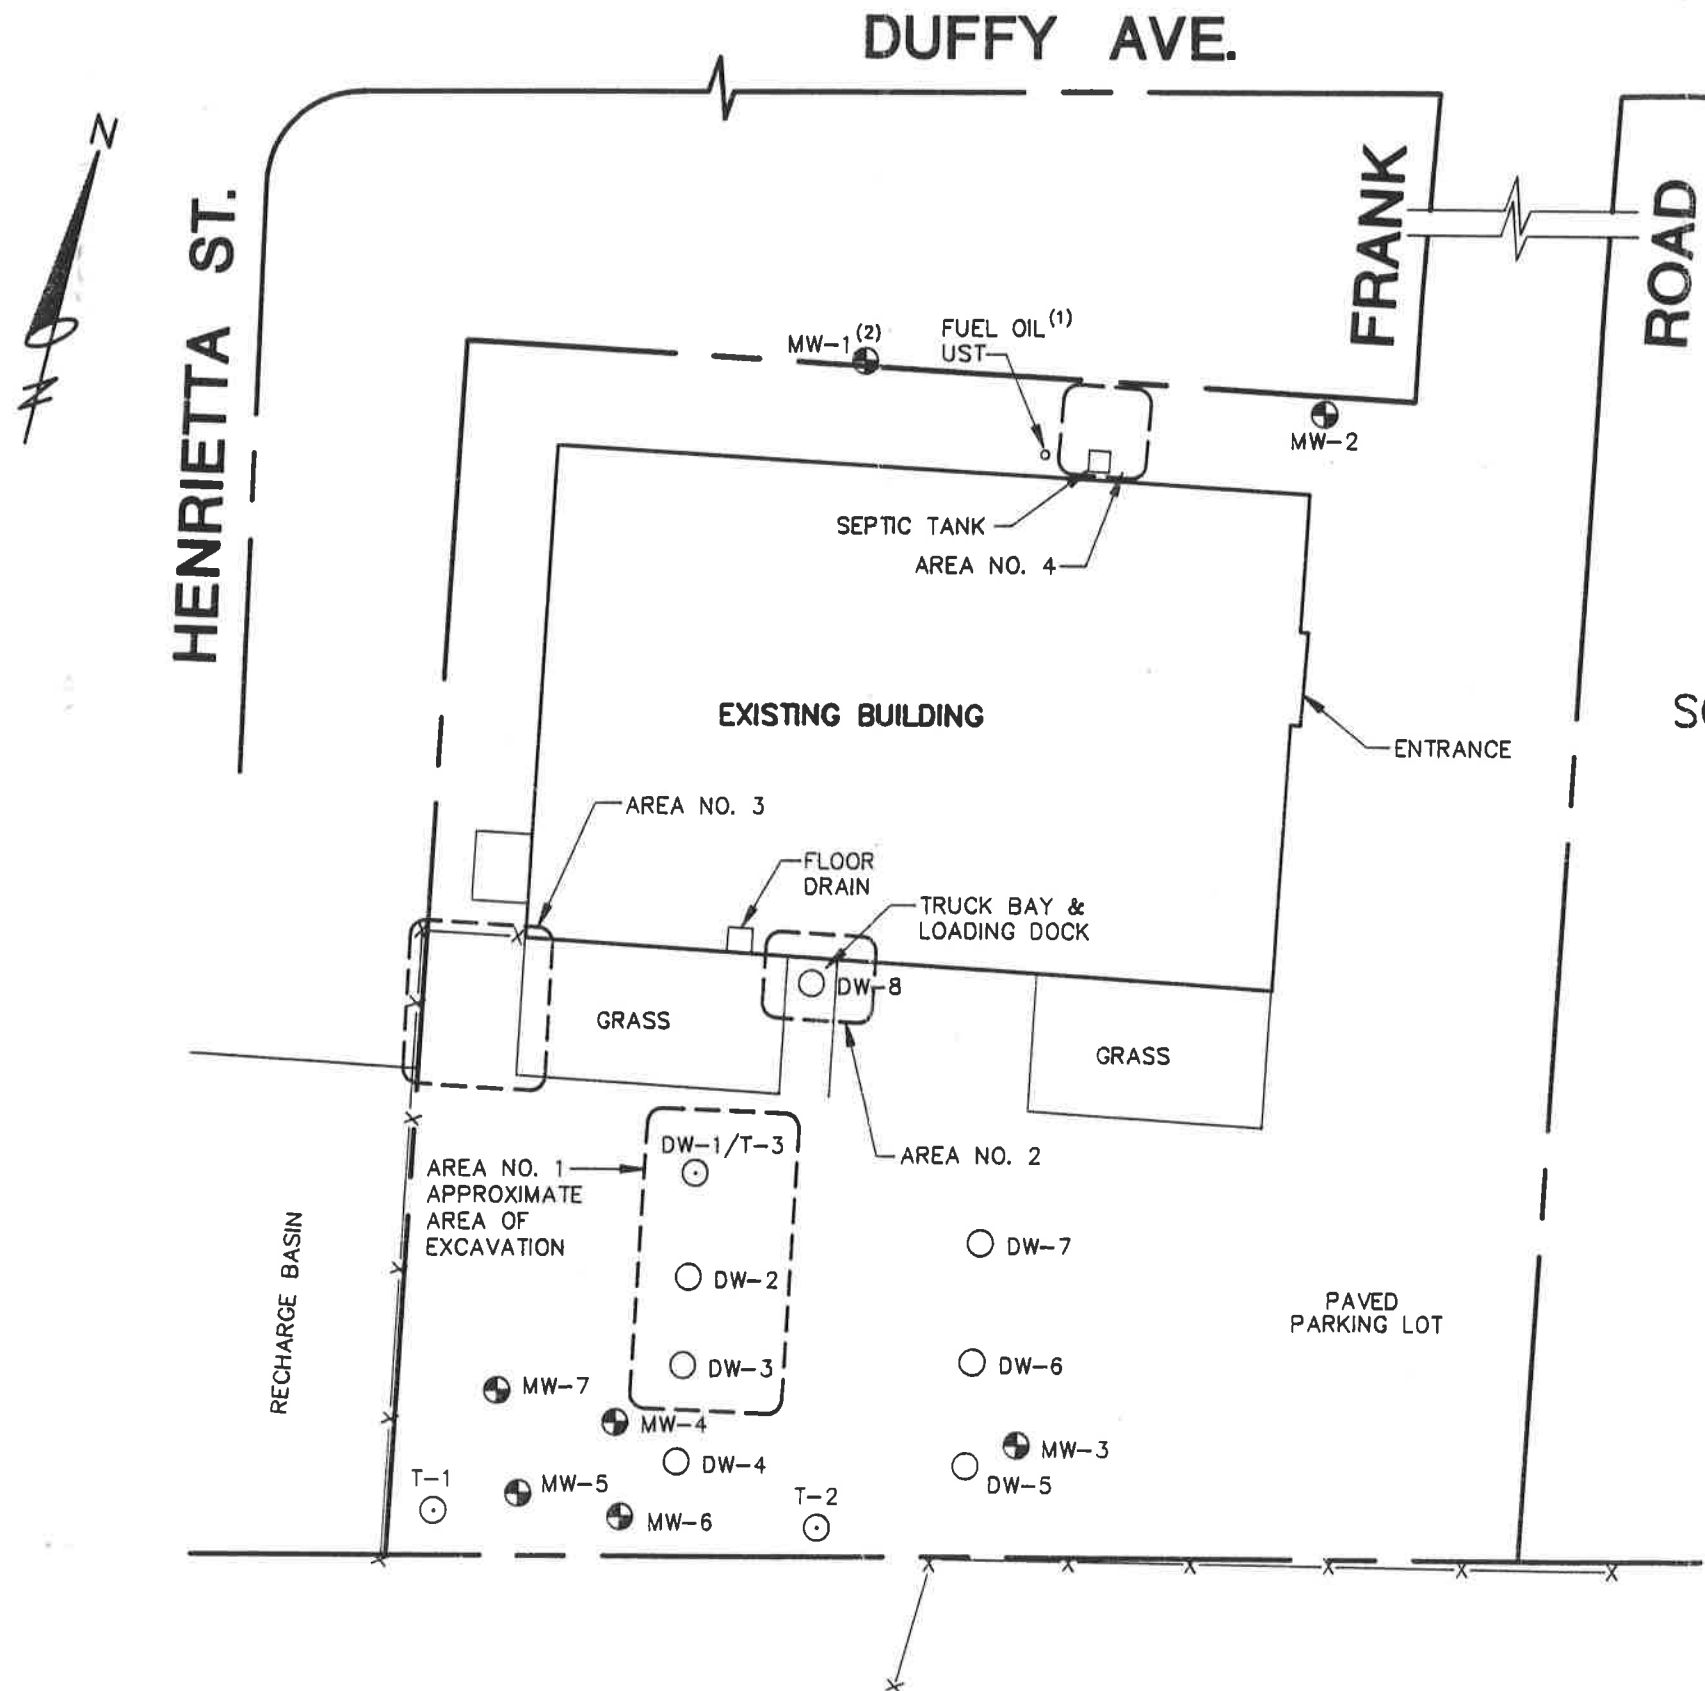 DUFFY AVE.
N
HENRIETTA ST.
FRANK
ROAD
MW-1(2)
FUEL OIL(1)
UST
MW-2
SEPTIC TANK
AREA NO. 4
EXISTING BUILDING
ENTRANCE
AREA NO. 3
FLOOR
DRAIN
TRUCK BAY &
LOADING DOCK
DW-8
GRASS
GRASS
AREA NO. 2
DW-1/T-3
AREA NO. 1
APPROXIMATE
AREA OF
EXCAVATION
RECHARGE BASIN
DW-2
DW-7
PAVED
PARKING LOT
DW-3
DW-6
MW-7
MW-4
MW-3
DW-4
DW-5
T-1
MW-5
MW-6
T-2